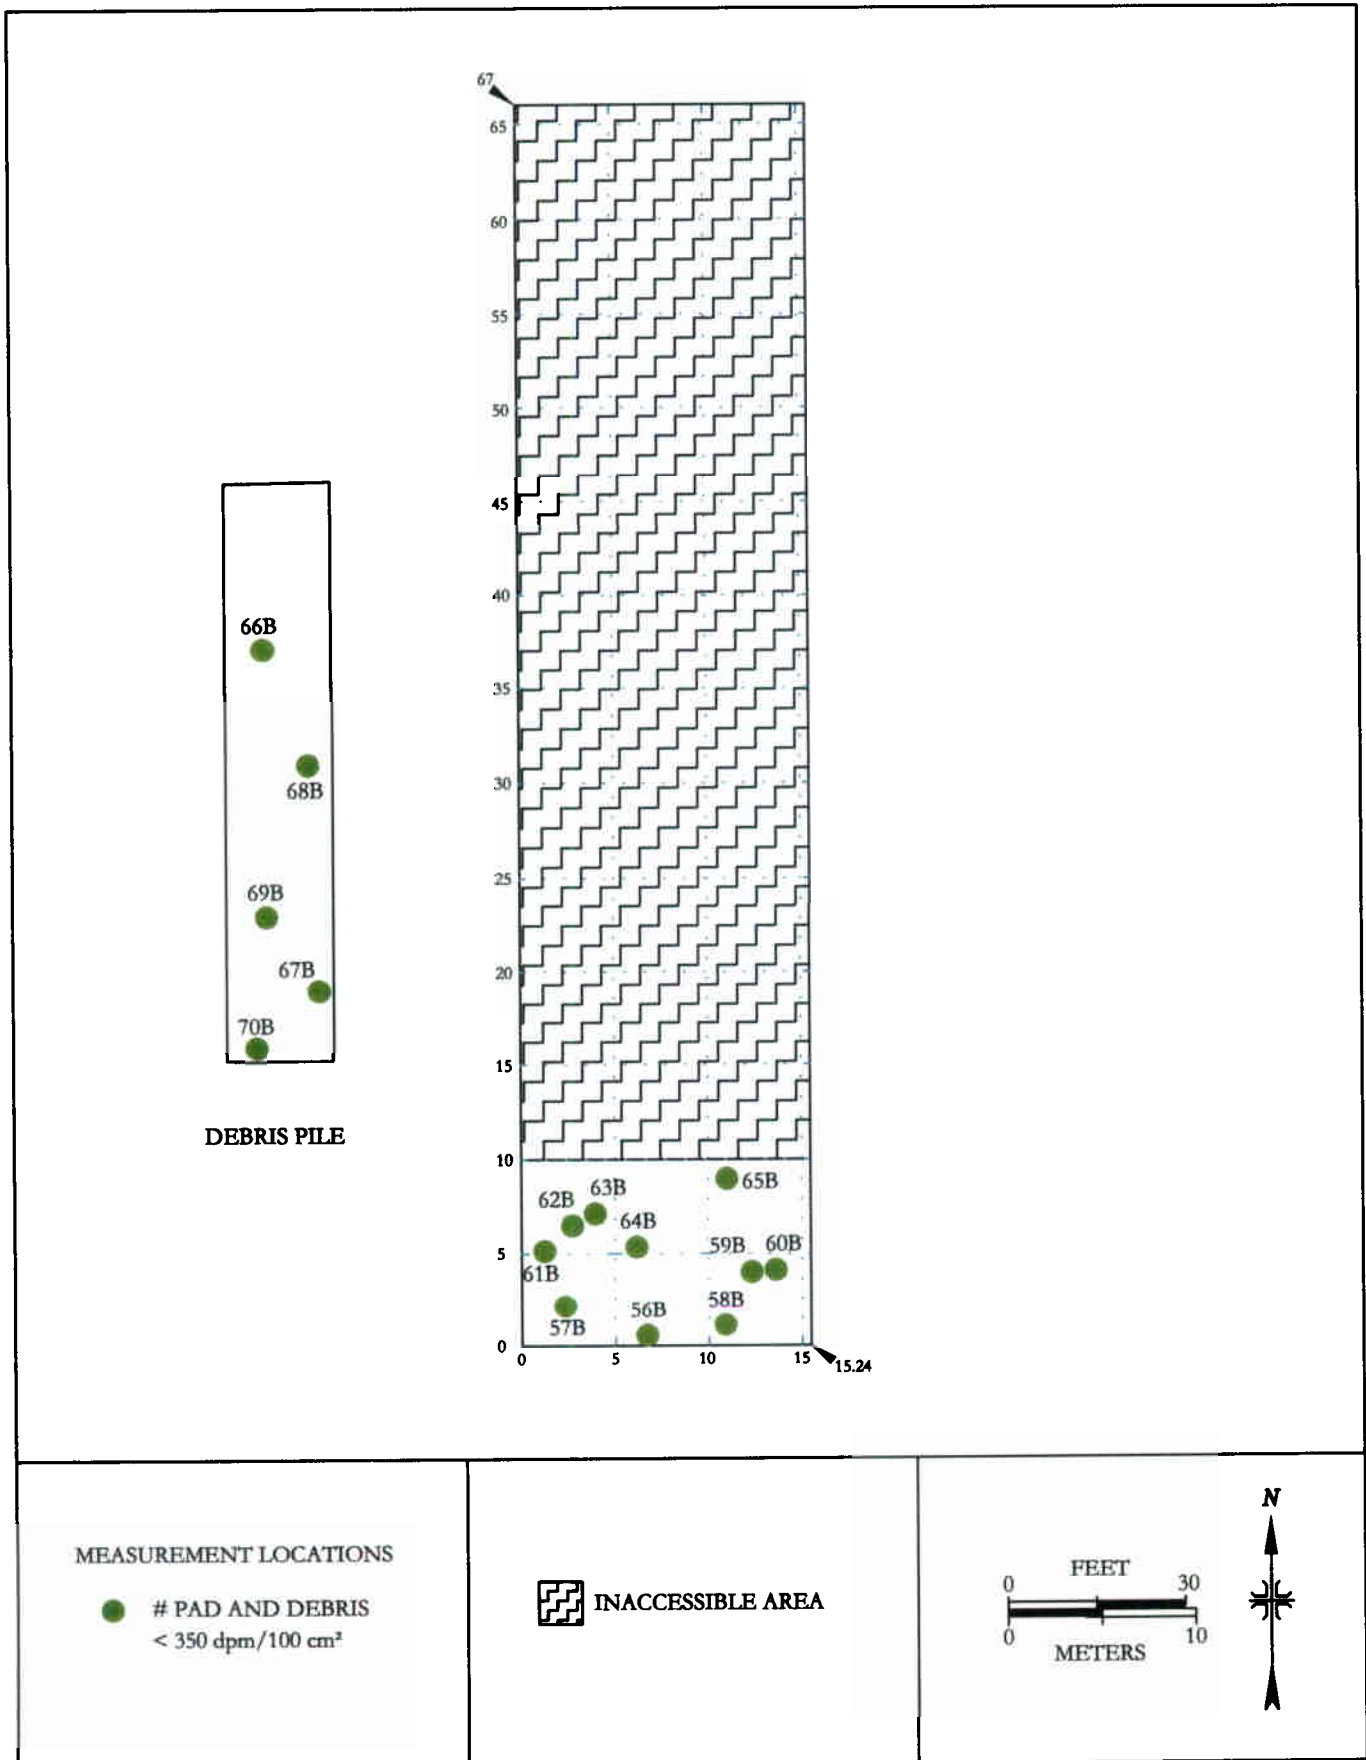 67
65
60
55
50
45
40
35
30
25
20
15
10
5
0
0 5 10 15 15.24
66B
68B
69B
67B
70B
DEBRIS PILE
65B
63B
62B
64B
59B 60B
61B
58B
56B
57B
MEASUREMENT LOCATIONS
# PAD AND DEBRIS
< 350 dpm/100 cm²
INACCESSIBLE AREA
FEET
0 30
0 10
METERS
N